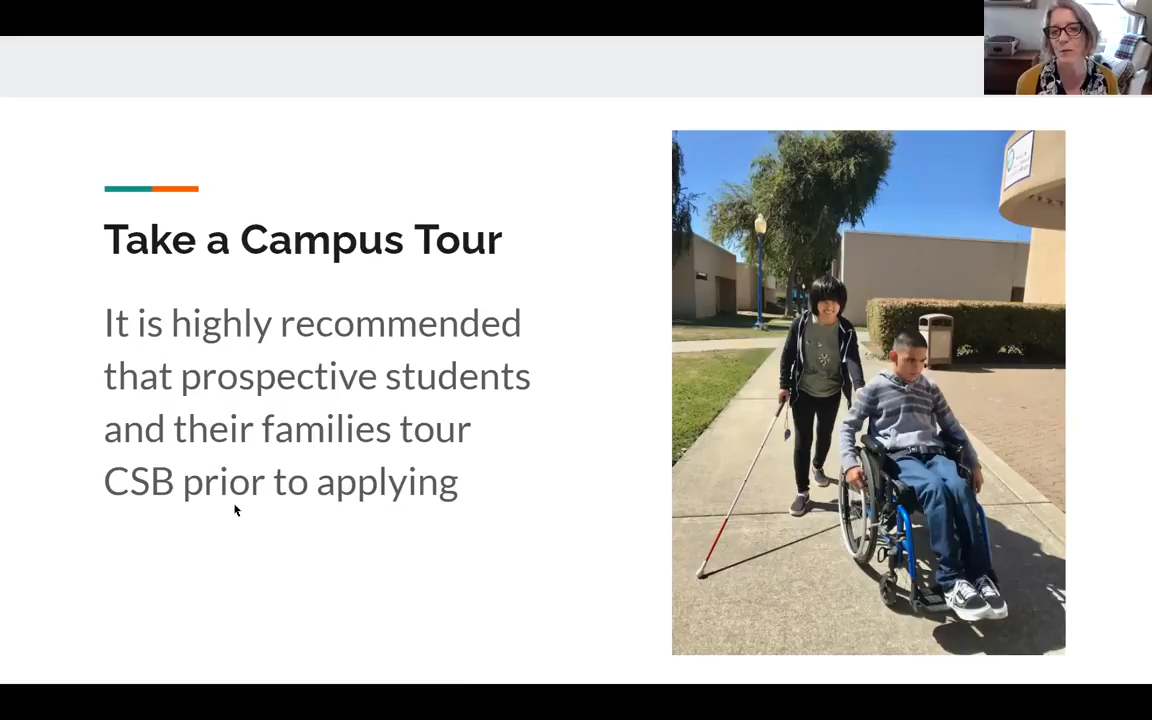 Take a Campus Tour
It is highly recommended
that prospective students
and their families tour
CSB prior to applying